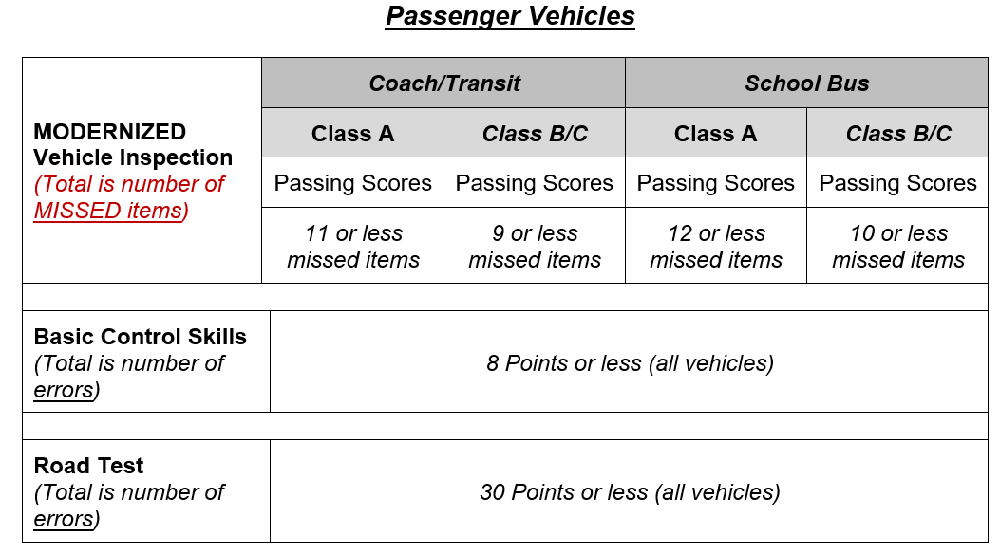 Passenger Vehicles
MODERNIZED
Vehicle Inspection
(Total is number of
MISSED items)
Coach/Transit
School Bus
Class A
Class B/C
Class A
Class B/C
Passing Scores
Passing Scores
Passing Scores
Passing Scores
11 or less
missed items
9 or less
missed items
12 or less
missed items
10 or less
missed items
Basic Control Skills
(Total is number of
errors)
8 Points or less (all vehicles)
Road Test
(Total is number of
errors)
30 Points or less (all vehicles)